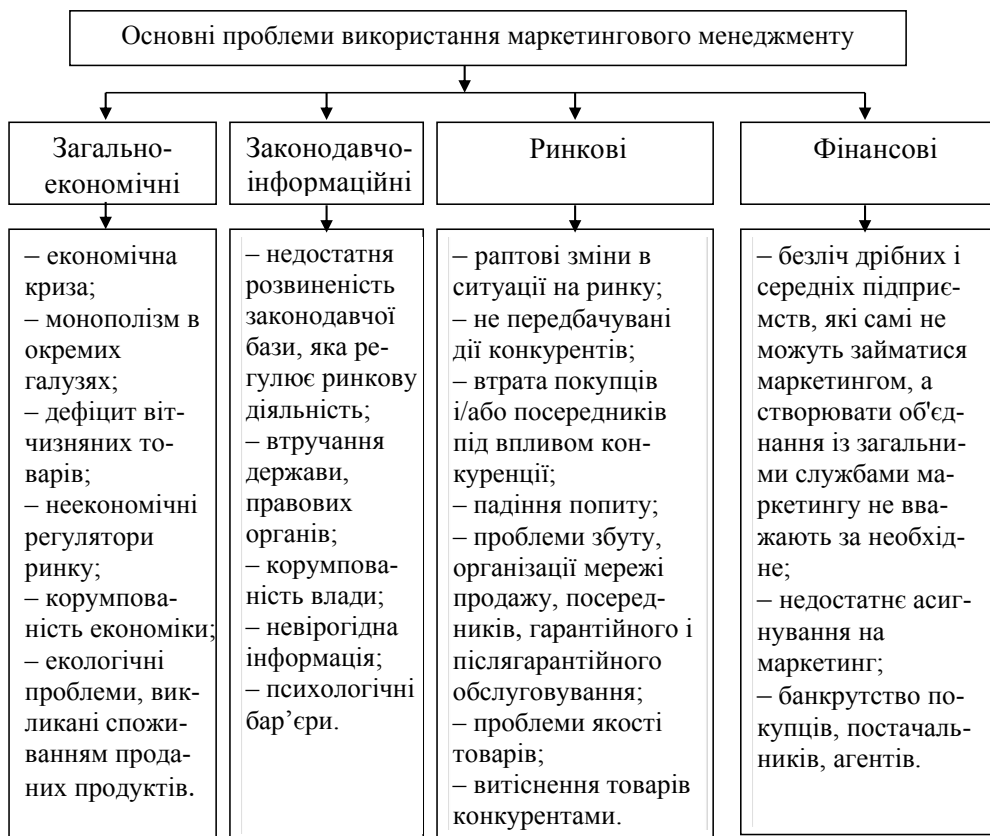 Основні проблеми використання маркетингового менеджменту
Загально-
економічні
Законодавчо-
інформаційні
Ринкові
Фінансові
– економічна
криза;
– монополізм в
окремих
галузях;
– дефіцит віт-
чизняних то-
варів;
– неекономічні
регулятори
ринку;
– корумпова-
ність економіки;
– екологічні
проблеми, вик-
ликані спожи-
ванням прода-
них продуктів.
– недостатня
розвиненість
законодавчої
бази, яка ре-
гулює ринкову
діяльність;
– втручання
держави,
правових
органів;
– корумпова-
ність влади;
– невірогідна
інформація;
– психологічні
бар’єри.
– раптові зміни в
ситуації на ринку;
– не передбачувані
дії конкурентів;
– втрата покупців
і/або посередників
під впливом кон-
куренції;
– падіння попиту;
– проблеми збуту,
організації мережі
продажу, посеред-
ників, гарантійного і
післягарантійного
обслуговування;
– проблеми якості
товарів;
– витіснення товарів
конкурентами.
– безліч дрібних і
середніх підприє-
мств, які самі не
можуть займатися
маркетингом, а
створювати об'єд-
нання із загальни-
ми службами ма-
ркетингу не вва-
жають за необхід-
не;
– недостатнє асиг-
нування на
маркетинг;
– банкрутство по-
купців, постачаль-
ників, агентів.